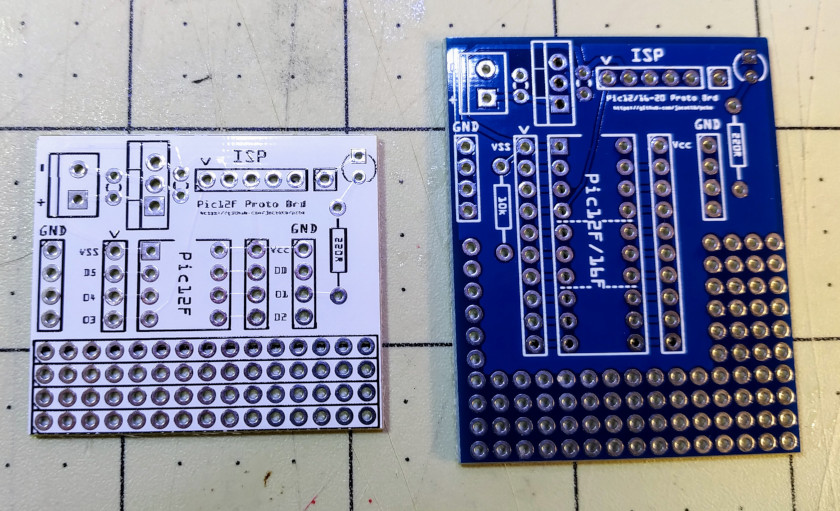 ISP
Pic12F Proto Brd
-
+
GND
VSS
Vcc
GND
D5
D0
D4
D1
D3
D2
Pic12F
220R
ISP
Pic12/16-20 Proto Brd
+
GND
VSS
Vcc
GND
10k
Pic12F/16F
220R